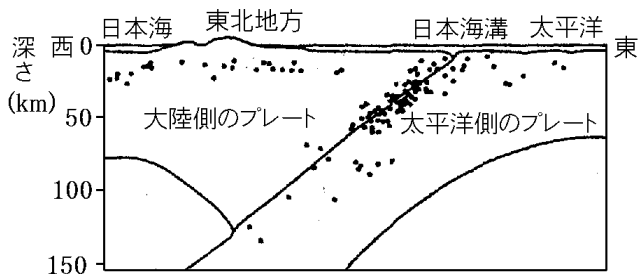 日本海 東北地方 日本海溝 太平洋
深さ(km)
西 0 東
50
100
150
大陸側のプレート 太平洋側のプレート